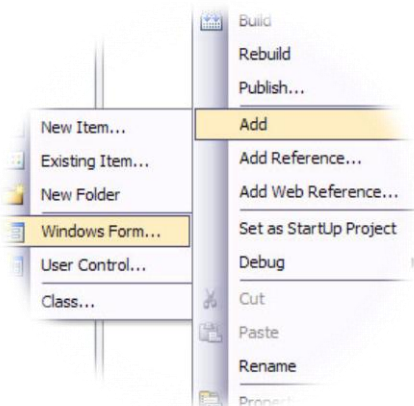 Build
Rebuild
Publish...
Add
Add Reference...
Add Web Reference...
Set as StartUp Project
Debug
Cut
Paste
Rename
New Item...
Existing Item...
New Folder
Windows Form...
User Control...
Class...